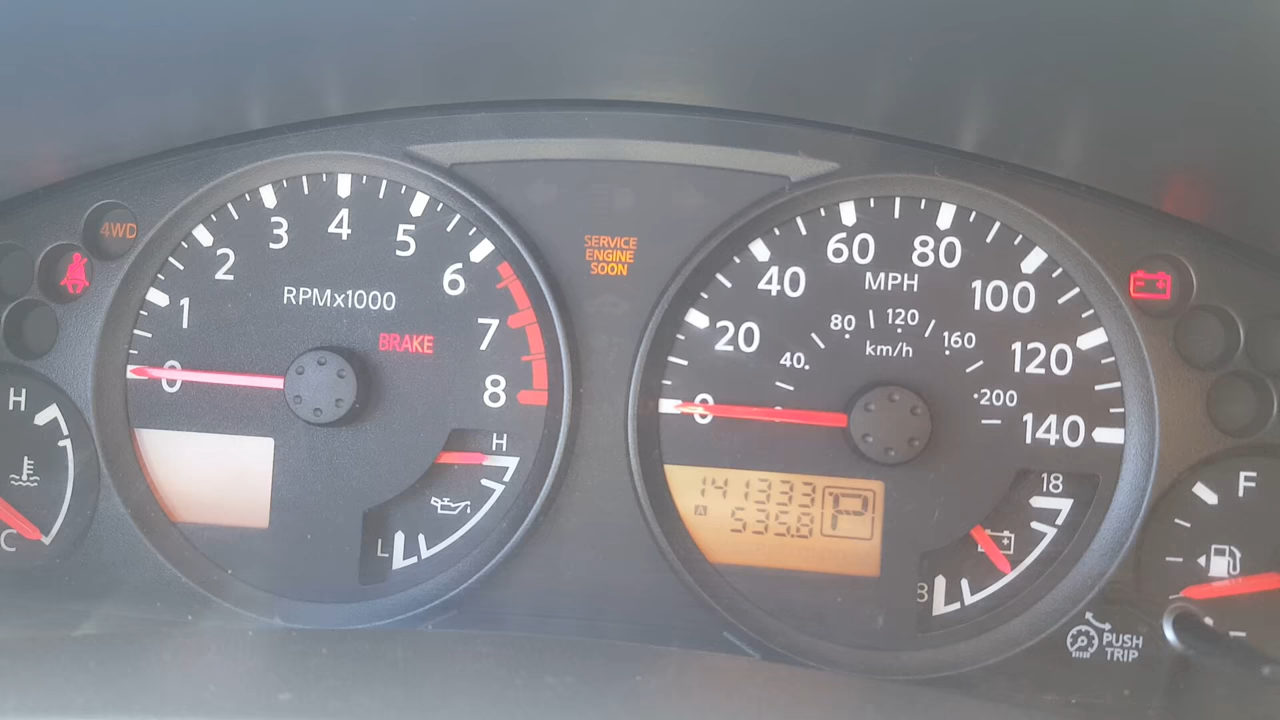 4WD
0
1
2
3
4
5
6
7
8
RPMx1000
BRAKE
H
C
H
L
SERVICE
ENGINE
SOON
0
20
40
60
80
100
120
140
MPH
40
80
120
160
200
km/h
141333
A
535.8
P
18
8
F
PUSH
TRIP